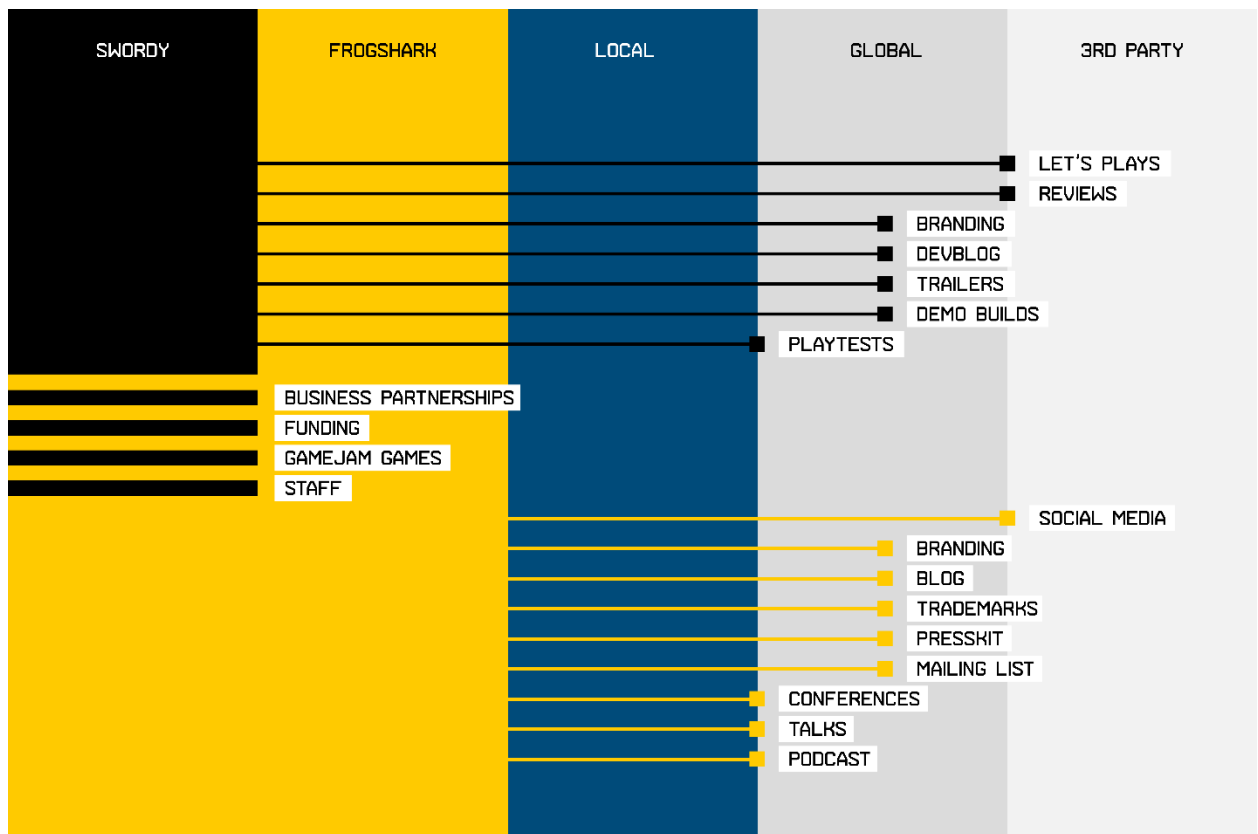 SWORDY
FROGSHARK
LOCAL
GLOBAL
3RD PARTY
LET'S PLAYS
REVIEWS
BRANDING
DEVBLOG
TRAILERS
DEMO BUILDS
PLAYTESTS
BUSINESS PARTNERSHIPS
FUNDING
GAMEJAM GAMES
STAFF
SOCIAL MEDIA
BRANDING
BLOG
TRADEMARKS
PRESSKIT
MAILING LIST
CONFERENCES
TALKS
PODCAST